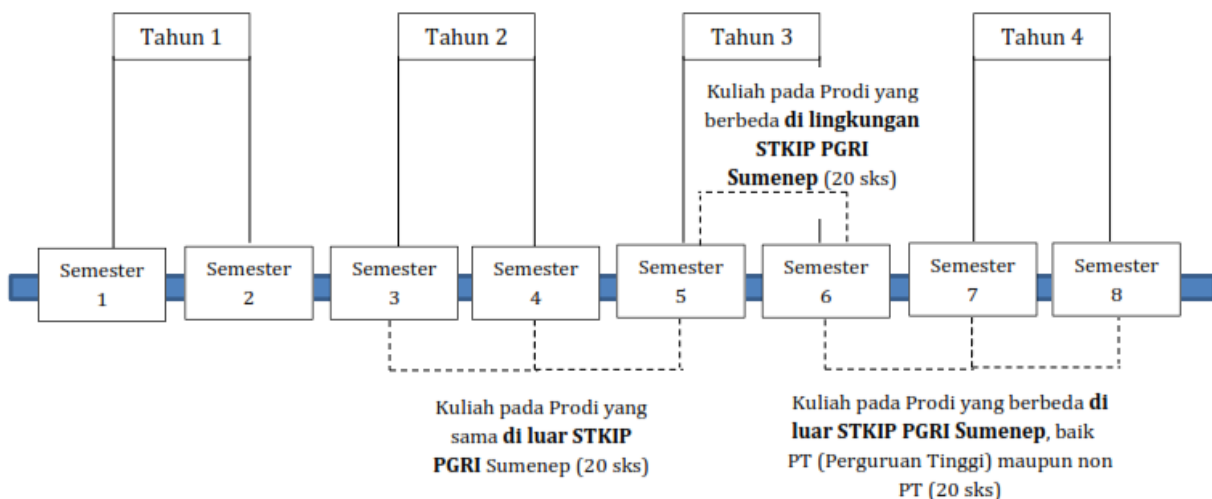 Tahun 1
Tahun 2
Tahun 3
Tahun 4
Kuliah pada Prodi yang
berbeda di lingkungan
STKIP PGRI
Sumenep (20 sks)
Semester
1
Semester
2
Semester
3
Semester
4
Semester
5
Semester
6
Semester
7
Semester
8
Kuliah pada Prodi yang
sama di luar STKIP
PGRI Sumenep (20 sks)
Kuliah pada Prodi yang berbeda di
luar STKIP PGRI Sumenep, baik
PT (Perguruan Tinggi) maupun non
PT (20 sks)